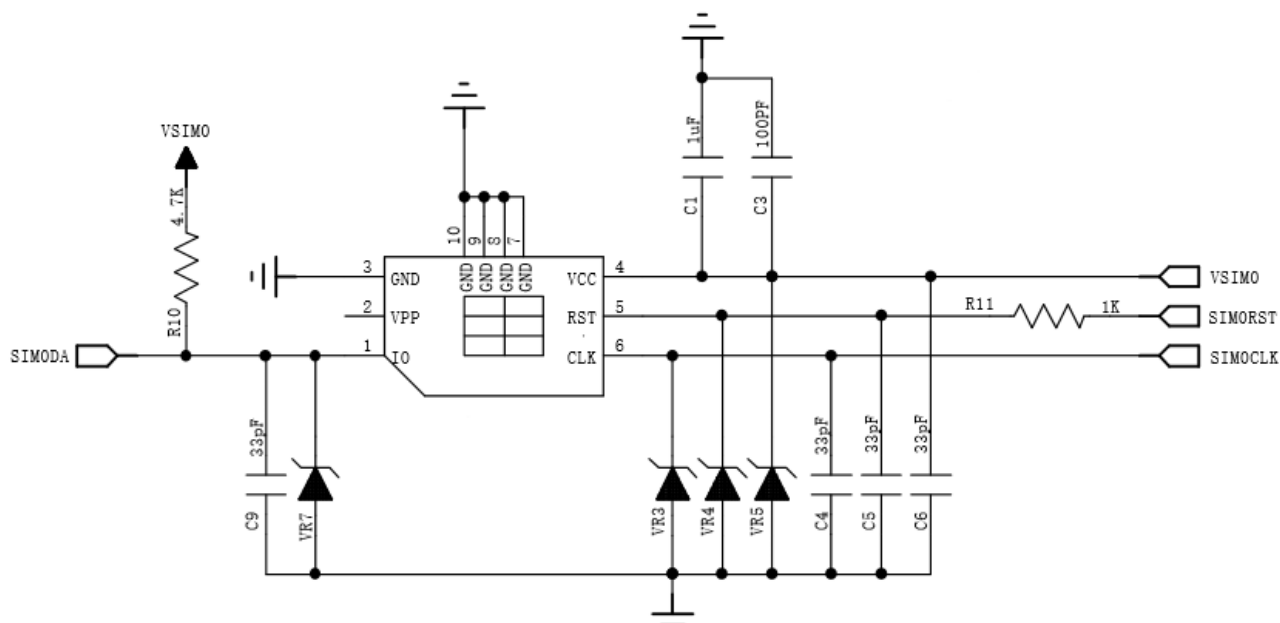 1uF
100PF
C1
C3
VSIMO
4.7K
R10
10
9
8
7
GND
GND
GND
GND
3
GND
VCC
4
VSIMO
2
VPP
RST
5
R11
1K
SIMORST
SIMODA
1
IO
CLK
6
SIMOCLK
33pF
C9
VR7
VR3
VR4
VR5
33pF
C4
33pF
C5
33pF
C6